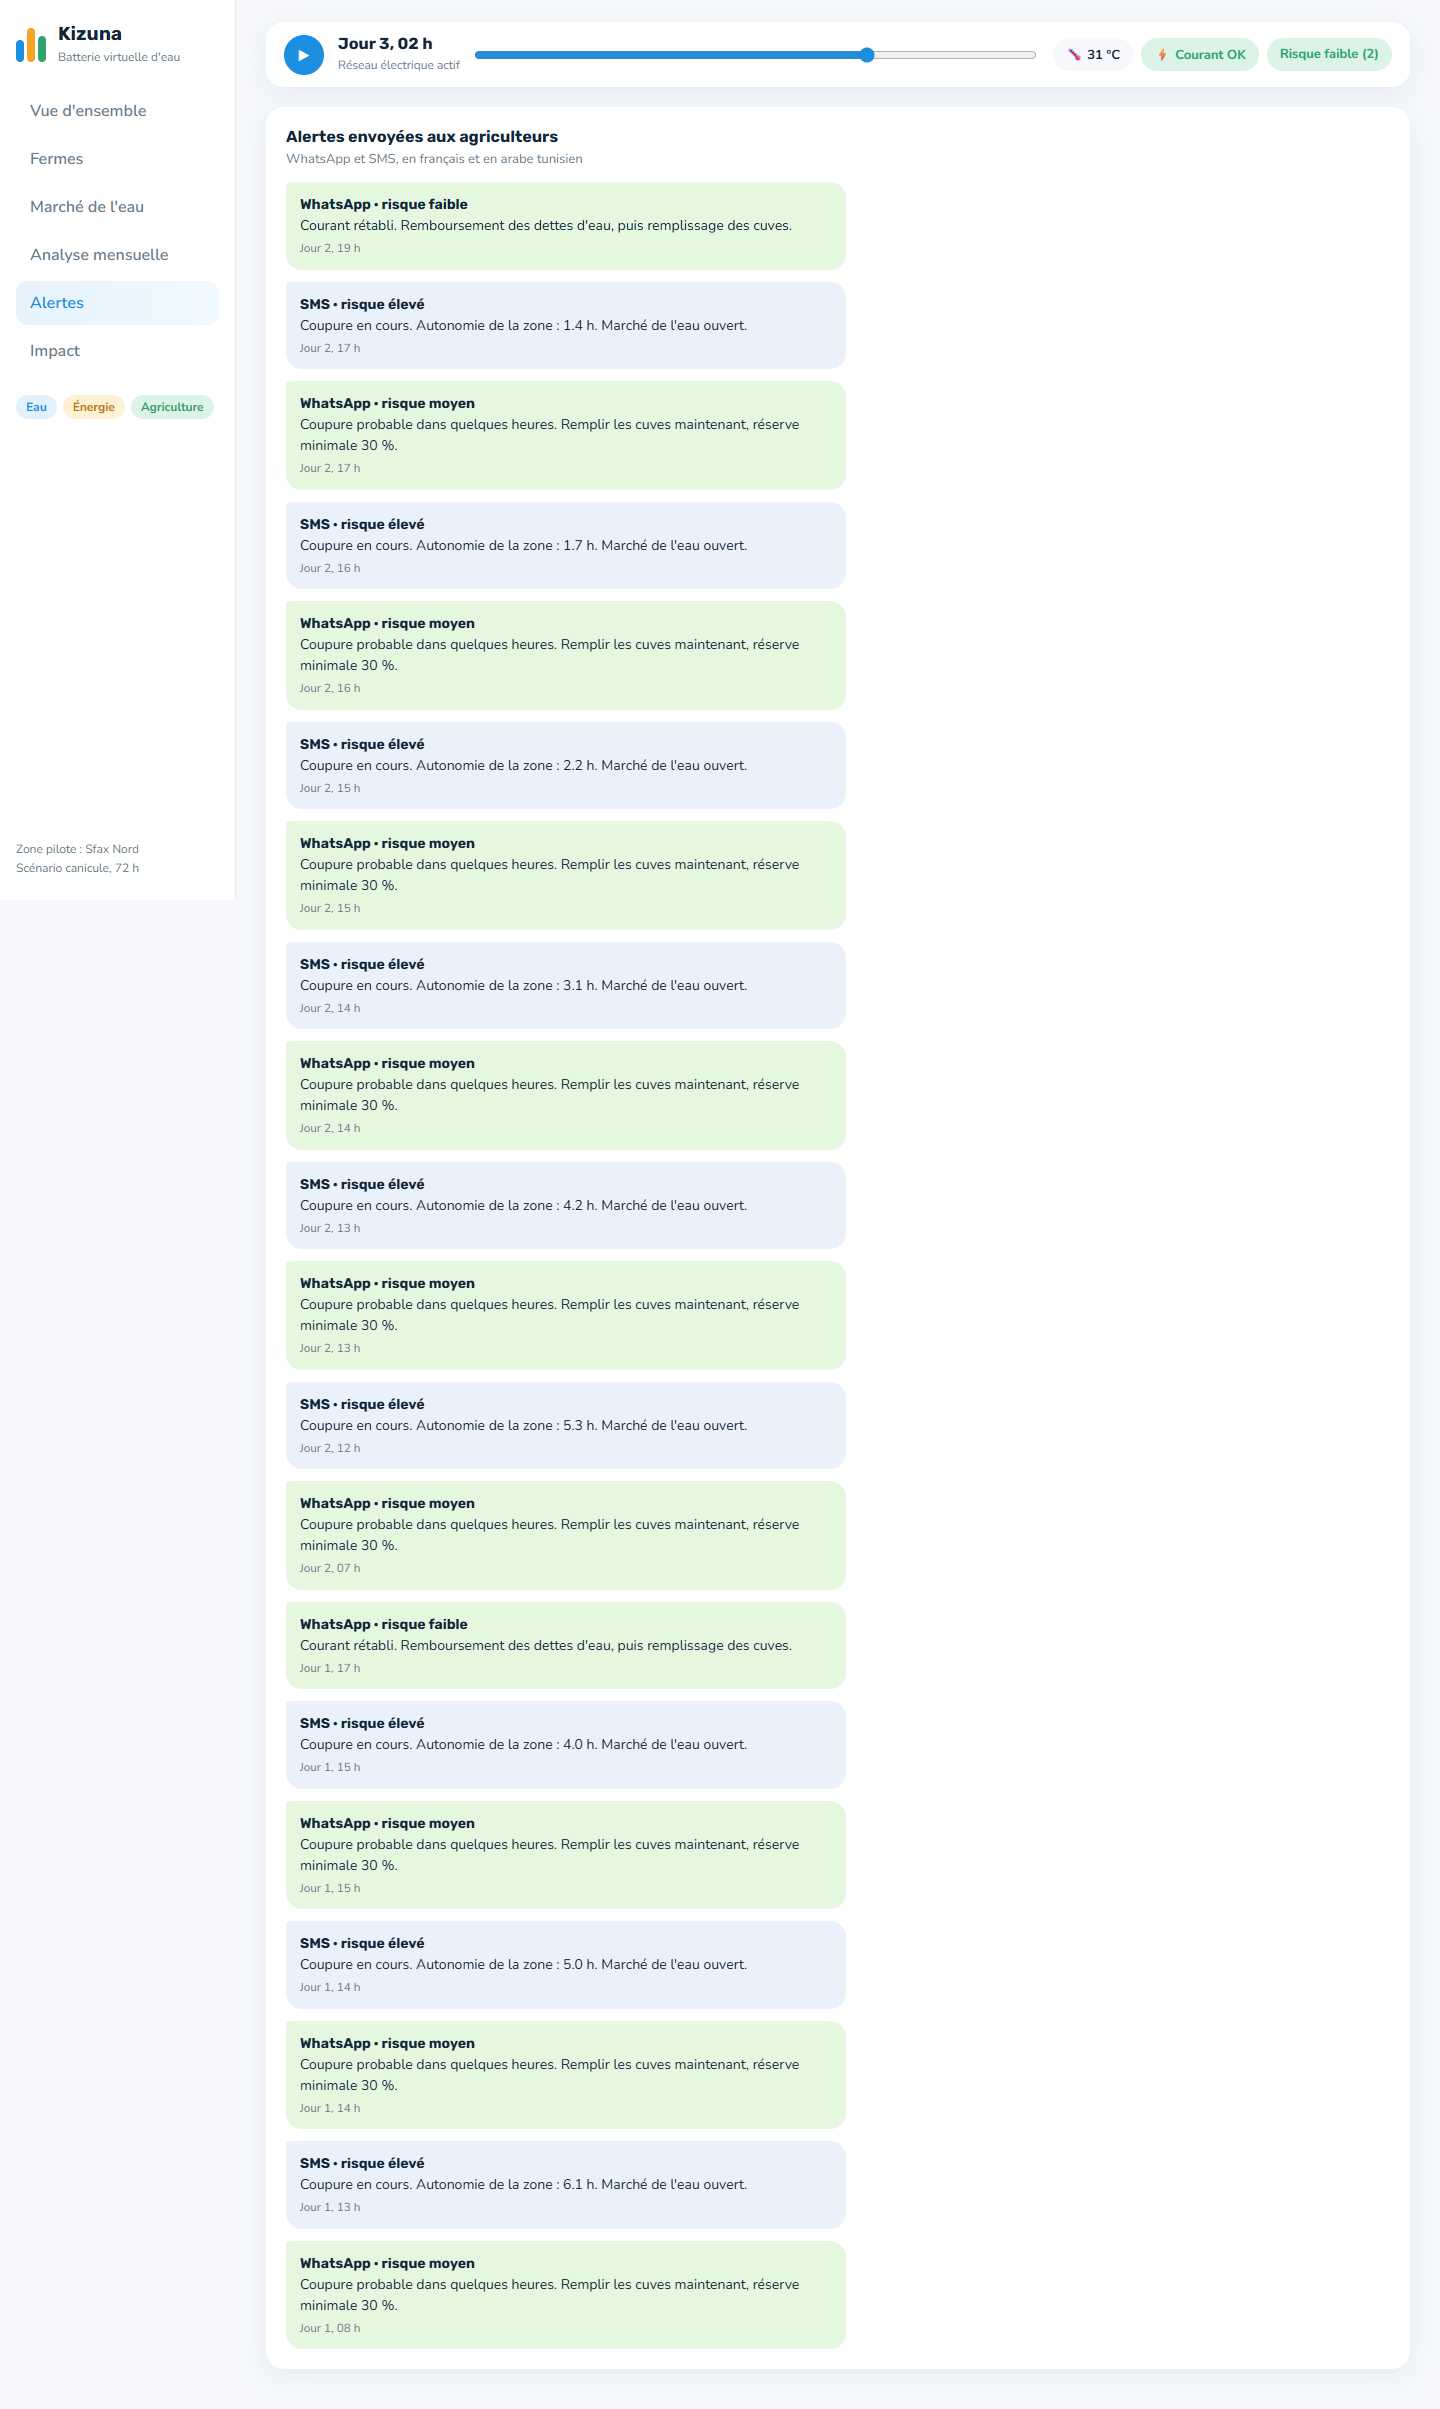 Kizuna
Batterie virtuelle d'eau
Vue d'ensemble
Fermes
Marché de l'eau
Analyse mensuelle
Alertes
Impact
Eau
Énergie
Agriculture
Zone pilote : Sfax Nord
Scénario canicule, 72 h
Jour 3, 02 h
Réseau électrique actif
31 °C
Courant OK
Risque faible (2)
Alertes envoyées aux agriculteurs
WhatsApp et SMS, en français et en arabe tunisien
WhatsApp • risque faible
Courant rétabli. Remboursement des dettes d'eau, puis remplissage des cuves.
Jour 2, 19 h
SMS • risque élevé
Coupure en cours. Autonomie de la zone : 1.4 h. Marché de l'eau ouvert.
Jour 2, 17 h
WhatsApp • risque moyen
Coupure probable dans quelques heures. Remplir les cuves maintenant, réserve
minimale 30 %.
Jour 2, 17 h
SMS • risque élevé
Coupure en cours. Autonomie de la zone : 1.7 h. Marché de l'eau ouvert.
Jour 2, 16 h
WhatsApp • risque moyen
Coupure probable dans quelques heures. Remplir les cuves maintenant, réserve
minimale 30 %.
Jour 2, 16 h
SMS • risque élevé
Coupure en cours. Autonomie de la zone : 2.2 h. Marché de l'eau ouvert.
Jour 2, 15 h
WhatsApp • risque moyen
Coupure probable dans quelques heures. Remplir les cuves maintenant, réserve
minimale 30 %.
Jour 2, 15 h
SMS • risque élevé
Coupure en cours. Autonomie de la zone : 3.1 h. Marché de l'eau ouvert.
Jour 2, 14 h
WhatsApp • risque moyen
Coupure probable dans quelques heures. Remplir les cuves maintenant, réserve
minimale 30 %.
Jour 2, 14 h
SMS • risque élevé
Coupure en cours. Autonomie de la zone : 4.2 h. Marché de l'eau ouvert.
Jour 2, 13 h
WhatsApp • risque moyen
Coupure probable dans quelques heures. Remplir les cuves maintenant, réserve
minimale 30 %.
Jour 2, 13 h
SMS • risque élevé
Coupure en cours. Autonomie de la zone : 5.3 h. Marché de l'eau ouvert.
Jour 2, 12 h
WhatsApp • risque moyen
Coupure probable dans quelques heures. Remplir les cuves maintenant, réserve
minimale 30 %.
Jour 2, 07 h
WhatsApp • risque faible
Courant rétabli. Remboursement des dettes d'eau, puis remplissage des cuves.
Jour 1, 17 h
SMS • risque élevé
Coupure en cours. Autonomie de la zone : 4.0 h. Marché de l'eau ouvert.
Jour 1, 15 h
WhatsApp • risque moyen
Coupure probable dans quelques heures. Remplir les cuves maintenant, réserve
minimale 30 %.
Jour 1, 15 h
SMS • risque élevé
Coupure en cours. Autonomie de la zone : 5.0 h. Marché de l'eau ouvert.
Jour 1, 14 h
WhatsApp • risque moyen
Coupure probable dans quelques heures. Remplir les cuves maintenant, réserve
minimale 30 %.
Jour 1, 14 h
SMS • risque élevé
Coupure en cours. Autonomie de la zone : 6.1 h. Marché de l'eau ouvert.
Jour 1, 13 h
WhatsApp • risque moyen
Coupure probable dans quelques heures. Remplir les cuves maintenant, réserve
minimale 30 %.
Jour 1, 08 h